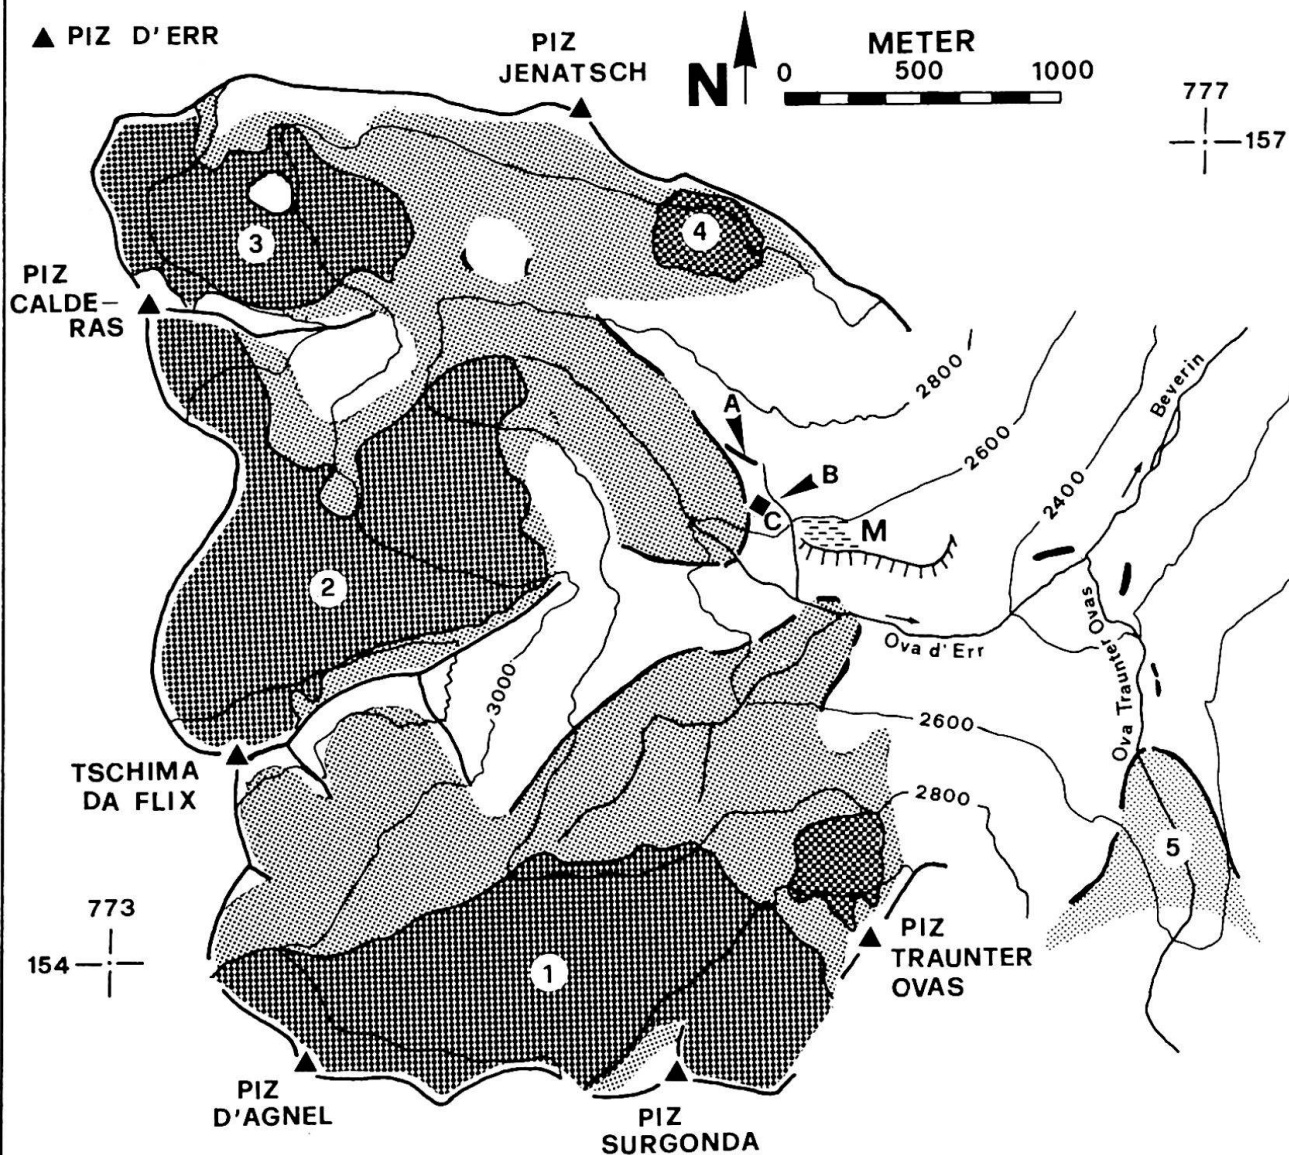 PIZ D'ERR
PIZ
JENATSCH
METER
0 500 1000
N
777
157
4
3
PIZ
CALDE-
RAS
2800
A
2600
B
C
M
2400
Beverin
2
Ova d'Err
Ova Traunter Ovas
3000
2600
TSCHIMA
DA FLIX
2800
5
773
154
1
PIZ
TRAUNTER
OVAS
PIZ
D'AGNEL
PIZ
SURGONDA